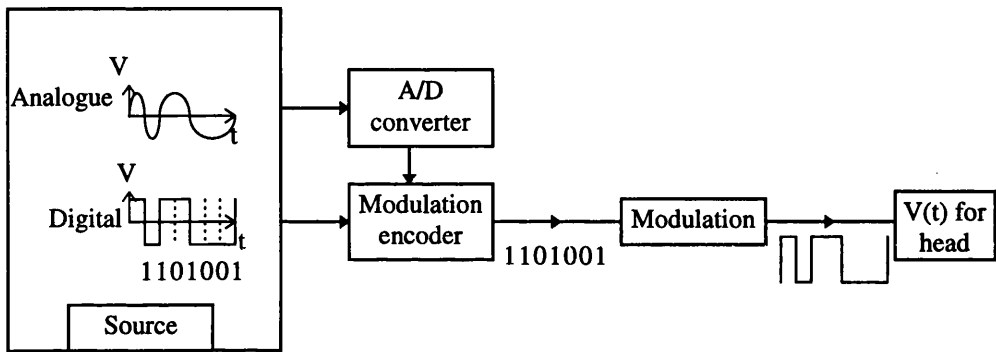 V
Analogue
t
V
Digital
t
1101001
Source
A/D
converter
Modulation
encoder
1101001
Modulation
V(t) for
head